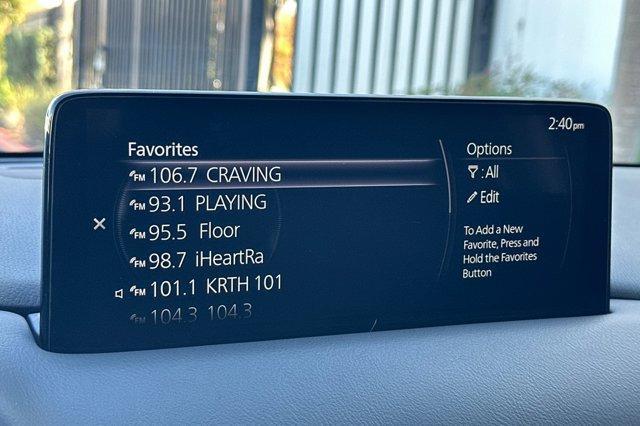 2:40pm
Favorites
FM 106.7 CRAVING
FM 93.1 PLAYING
FM 95.5 Floor
FM 98.7 iHeartRa
FM 101.1 KRTH 101
FM 104.3 104.3
Options
: All
Edit
To Add a New
Favorite, Press and
Hold the Favorites
Button